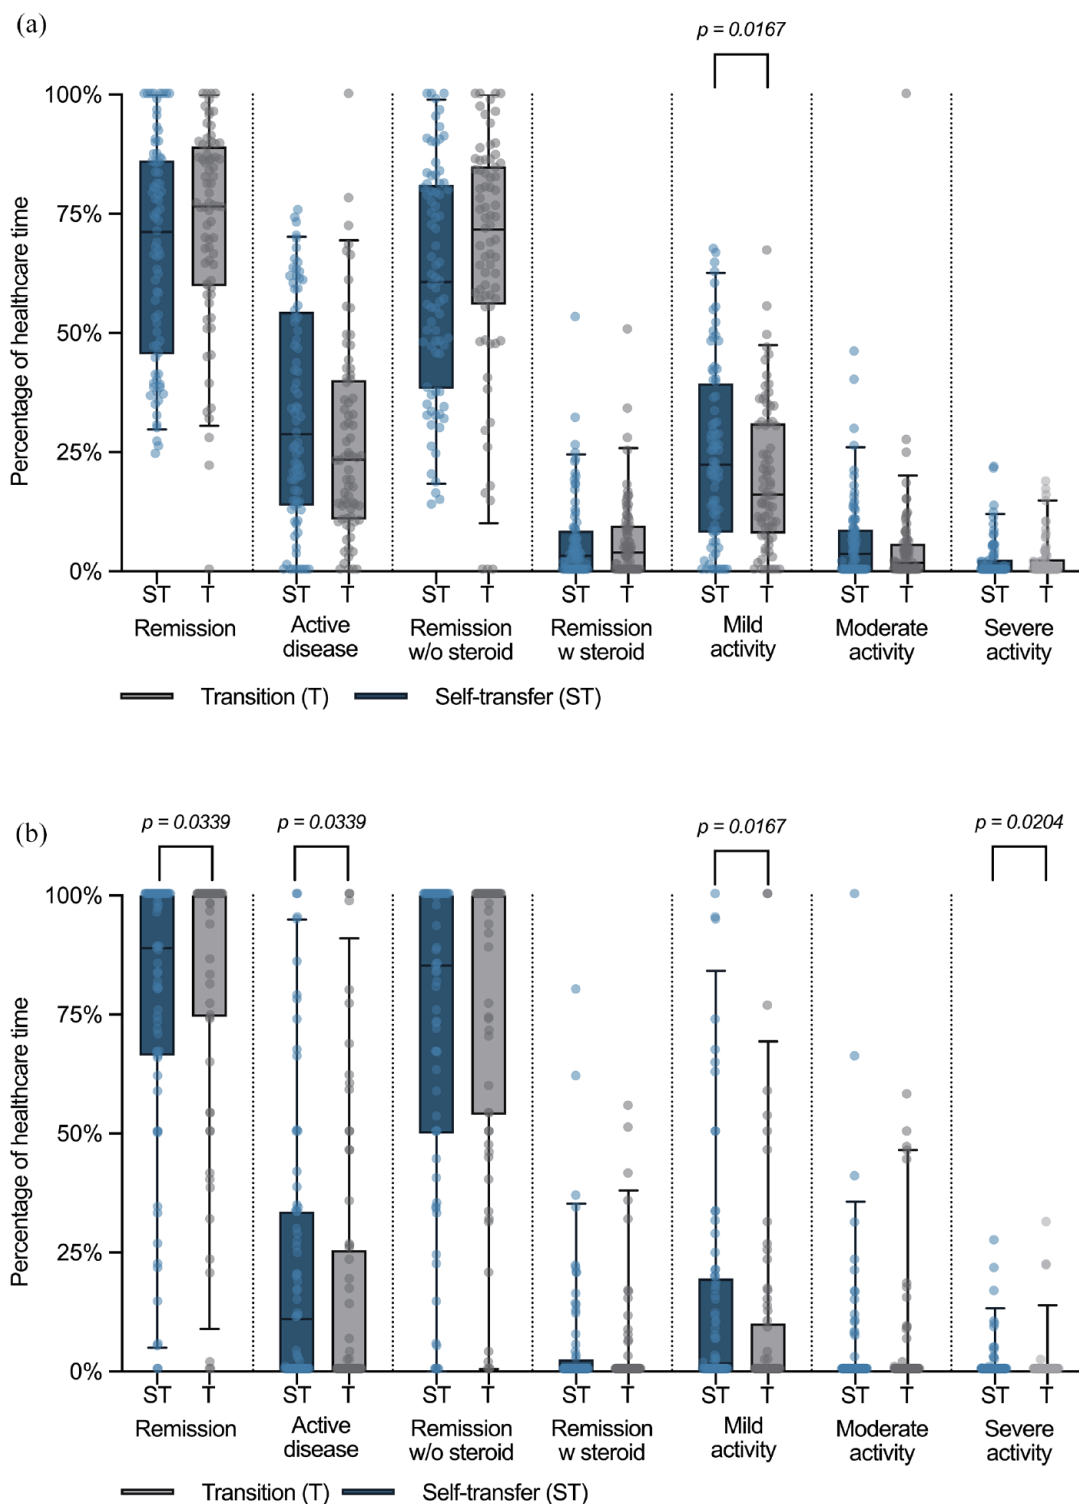 (a)
p = 0.0167
Percentage of healthcare time
100%
75%
50%
25%
0%
ST T ST T ST T ST T ST T ST T ST T
Remission
Active
disease
Remission
w/o steroid
Remission
w steroid
Mild
activity
Moderate
activity
Severe
activity
Transition (T) Self-transfer (ST)
(b)
p = 0.0339 p = 0.0339 p = 0.0167 p = 0.0204
Percentage of healthcare time
100%
75%
50%
25%
0%
ST T ST T ST T ST T ST T ST T ST T
Remission
Active
disease
Remission
w/o steroid
Remission
w steroid
Mild
activity
Moderate
activity
Severe
activity
Transition (T) Self-transfer (ST)